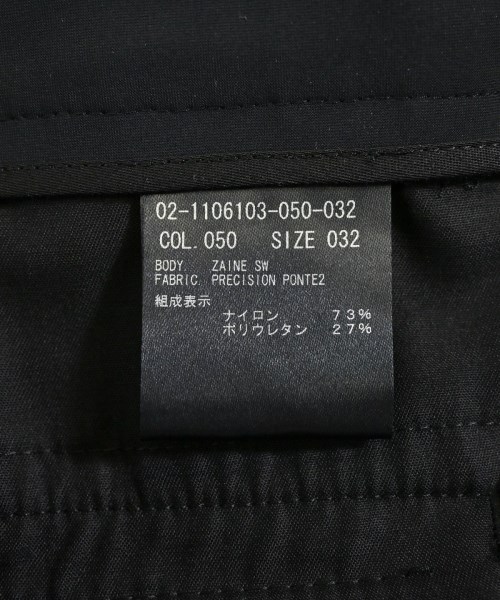 02-1106103-050-032
COL.050 SIZE 032
BODY. ZAINE SW
FABRIC. PRECISION PONTE2
組成表示
ナイロン 73%
ポリウレタン 27%